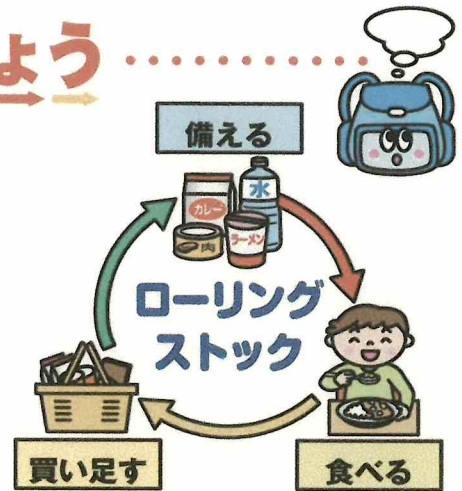 ょう
備える
カレー
水
肉
ラーメン
ローリング
ストック
買い足す
食べる